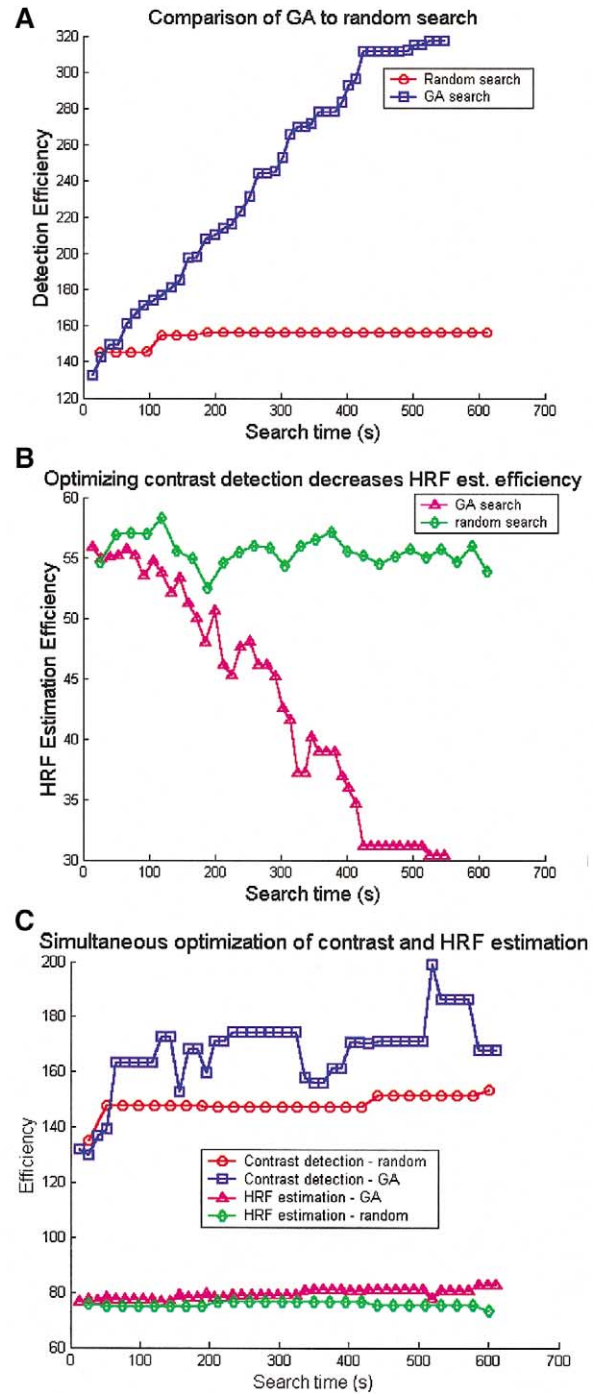 A
Comparison of GA to random search
320
300
280
260
240
220
200
180
160
140
120
Detection Efficiency
Random search
GA search
0 100 200 300 400 500 600 700
Search time (s)
B
Optimizing contrast detection decreases HRF est. efficiency
60
55
50
45
40
35
30
HRF Estimation Efficiency
GA search
random search
0 100 200 300 400 500 600 700
Search time (s)
C
Simultaneous optimization of contrast and HRF estimation
200
180
160
140
120
100
80
60
Efficiency
Contrast detection - random
Contrast detection - GA
HRF estimation - GA
HRF estimation - random
0 100 200 300 400 500 600 700
Search time (s)